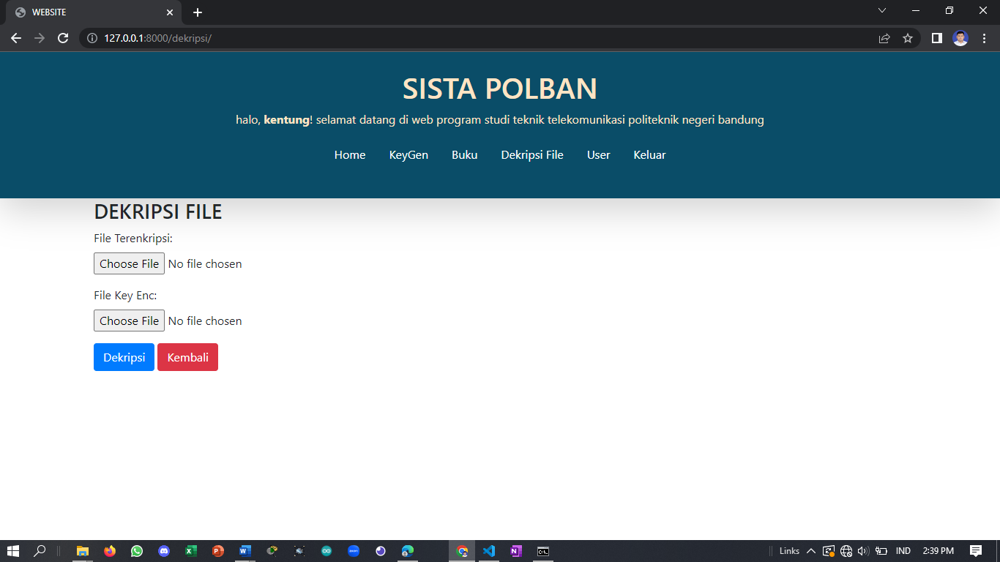 WEBSITE
127.0.0.1:8000/dekripsi/
SISTA POLBAN
halo, kentung! selamat datang di web program studi teknik telekomunikasi politeknik negeri bandung
Home KeyGen Buku Dekripsi File User Keluar
DEKRIPSI FILE
File Terenkripsi:
Choose File No file chosen
File Key Enc:
Choose File No file chosen
Dekripsi Kembali
Links IND 2:39 PM